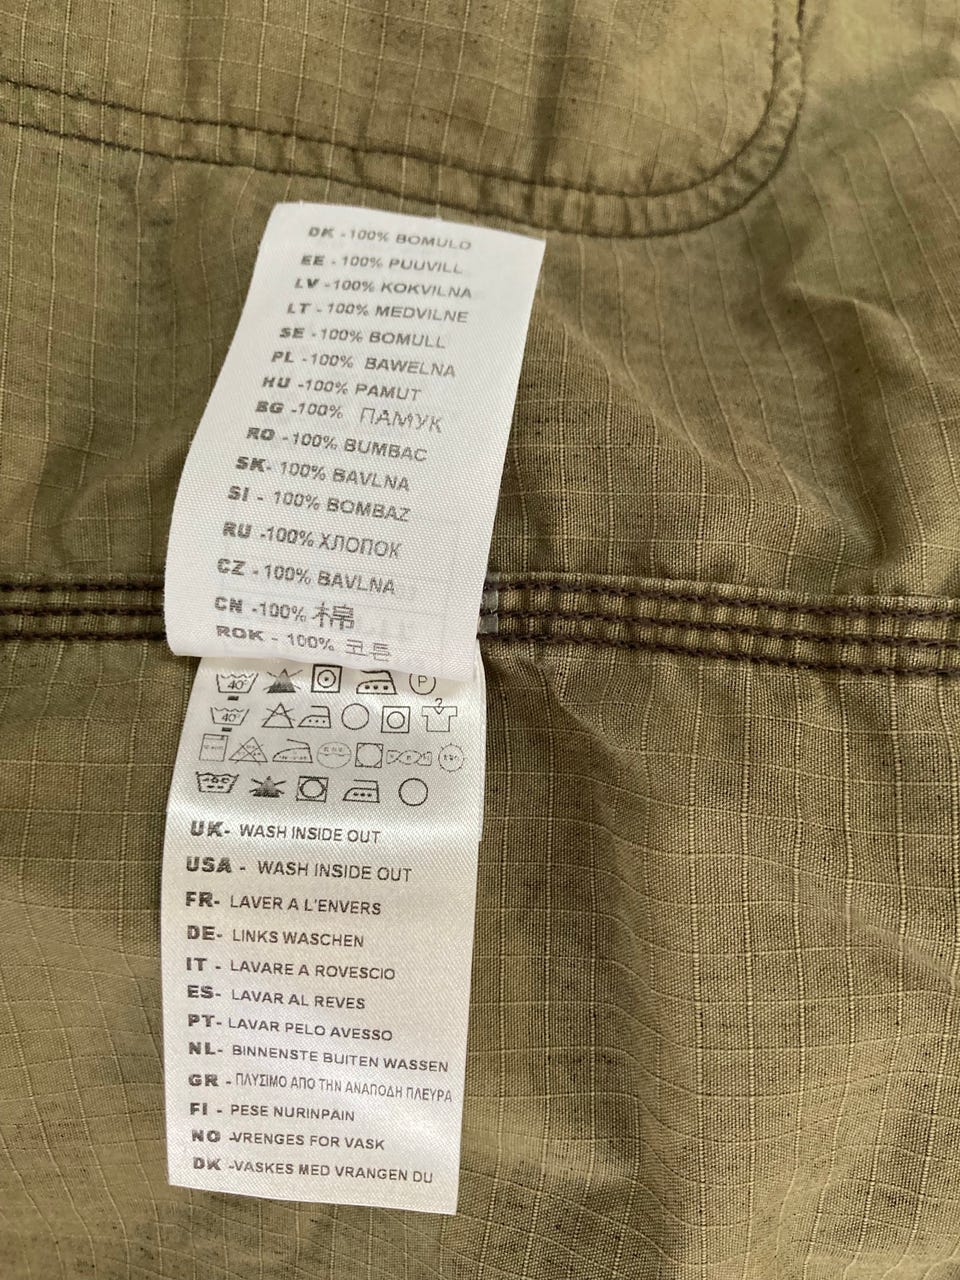 DK -100% BOMULD
EE - 100% PUUVILL
LV -100% KOKVILNA
LT - 100% MEDVILNE
SE - 100% BOMULL
PL -100% BAWELNA
HU -100% PAMUT
BG -100% ПАМУК
RO -100% BUMBAC
SK- 100% BAVLNA
SI - 100% BOMBAZ
RU -100% ХЛОПОК
CZ -100% BAVLNA
CN -100% 棉
ROK - 100% 코튼
40° P
40° ?
UK- WASH INSIDE OUT
USA - WASH INSIDE OUT
FR- LAVER A L'ENVERS
DE- LINKS WASCHEN
IT - LAVARE A ROVESCIO
ES- LAVAR AL REVES
PT- LAVAR PELO AVESSO
NL- BINNENSTE BUITEN WASSEN
GR - ΠΛΥΣΙΜΟ ΑΠΟ ΤΗΝ ΑΝΑΠΟΔΗ ΠΛΕΥΡΑ
FI - PESE NURINPAIN
NO -VRENGES FOR VASK
DK -VASKES MED VRANGEN DU